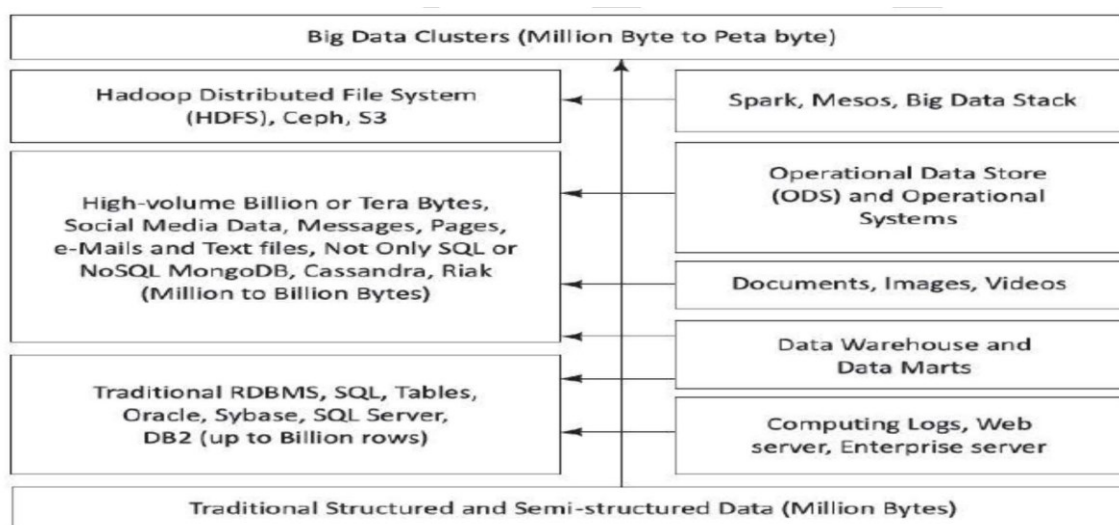 Big Data Clusters (Million Byte to Peta byte)
Hadoop Distributed File System
(HDFS), Ceph, S3
High-volume Billion or Tera Bytes,
Social Media Data, Messages, Pages,
e-Mails and Text files, Not Only SQL or
NoSQL MongoDB, Cassandra, Riak
(Million to Billion Bytes)
Traditional RDBMS, SQL, Tables,
Oracle, Sybase, SQL Server,
DB2 (up to Billion rows)
Spark, Mesos, Big Data Stack
Operational Data Store
(ODS) and Operational
Systems
Documents, Images, Videos
Data Warehouse and
Data Marts
Computing Logs, Web
server, Enterprise server
Traditional Structured and Semi-structured Data (Million Bytes)